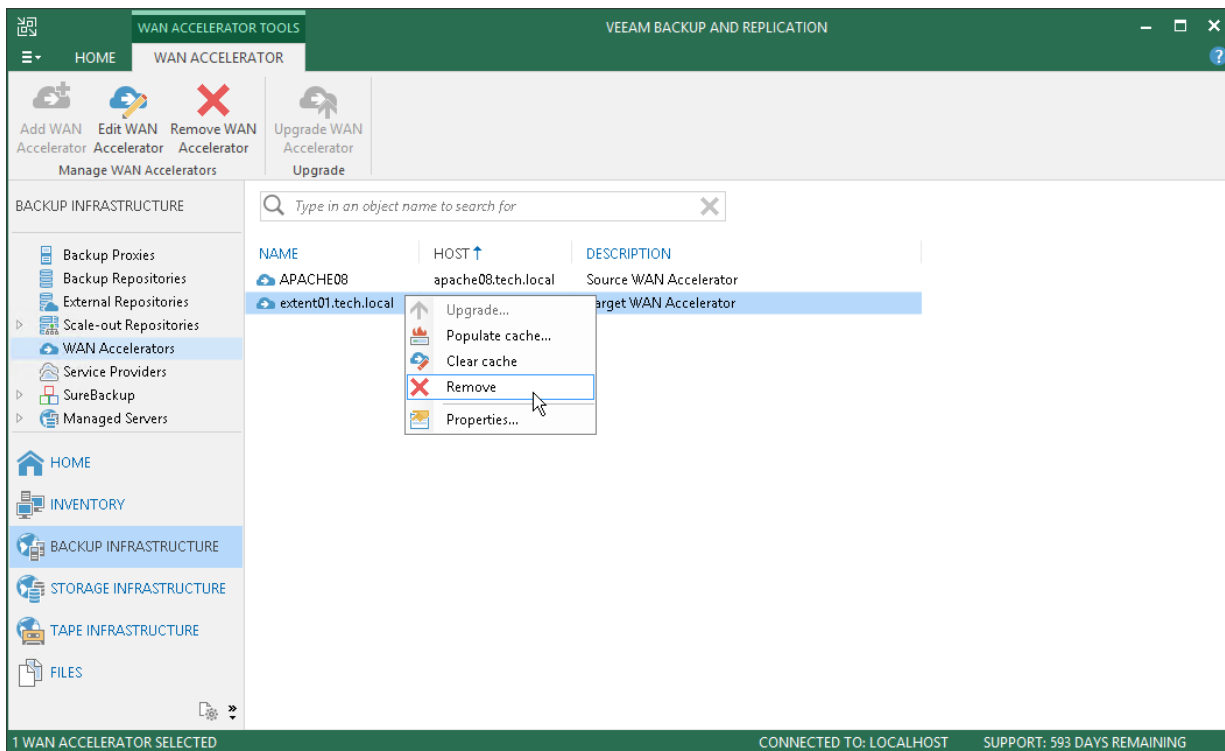 WAN ACCELERATOR TOOLS
VEEAM BACKUP AND REPLICATION
HOME
WAN ACCELERATOR
?
Add WAN Accelerator
Edit WAN Accelerator
Remove WAN Accelerator
Upgrade WAN Accelerator
Manage WAN Accelerators
Upgrade
BACKUP INFRASTRUCTURE
Type in an object name to search for
Backup Proxies
Backup Repositories
External Repositories
Scale-out Repositories
WAN Accelerators
Service Providers
SureBackup
Managed Servers
NAME HOST DESCRIPTION
APACHE08 apache08.tech.local Source WAN Accelerator
extent01.tech.local arget WAN Accelerator
Upgrade...
Populate cache...
Clear cache
Remove
Properties...
HOME
INVENTORY
BACKUP INFRASTRUCTURE
STORAGE INFRASTRUCTURE
TAPE INFRASTRUCTURE
FILES
1 WAN ACCELERATOR SELECTED
CONNECTED TO: LOCALHOST
SUPPORT: 593 DAYS REMAINING